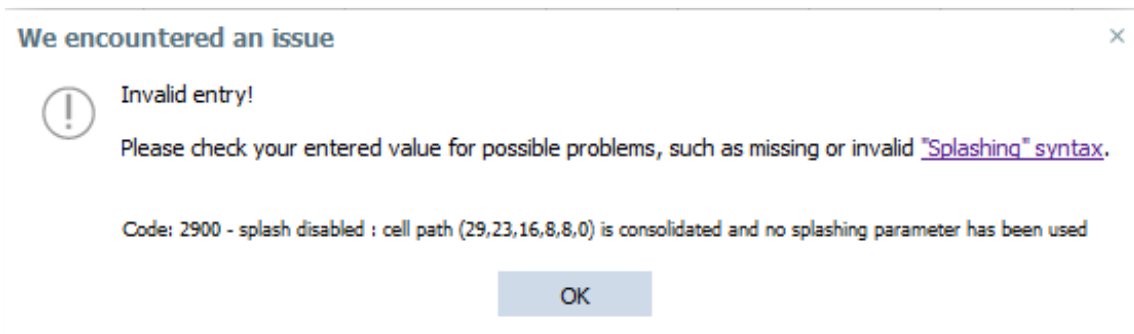 We encountered an issue
Invalid entry!
Please check your entered value for possible problems, such as missing or invalid "Splashing" syntax.
Code: 2900 - splash disabled : cell path (29,23,16,8,8,0) is consolidated and no splashing parameter has been used
OK